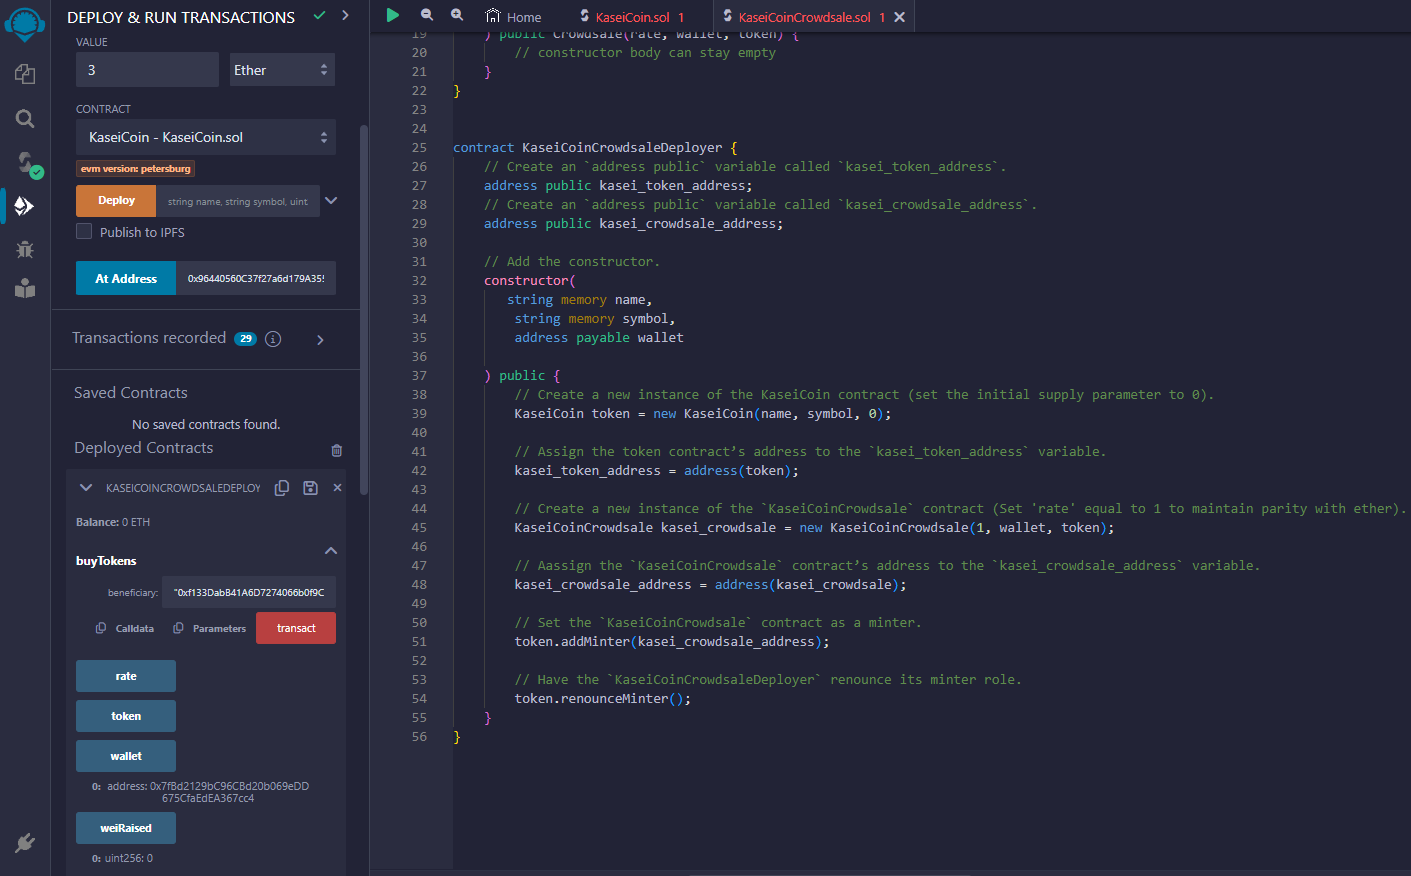 DEPLOY & RUN TRANSACTIONS
VALUE
3
Ether
CONTRACT
KaseiCoin - KaseiCoin.sol
evm version: petersburg
Deploy
string name, string symbol, uint
Publish to IPFS
At Address
0x96440560C37f27a6d179A35
Transactions recorded 29 i
Saved Contracts
No saved contracts found.
Deployed Contracts
KASEICOINCROWDSALEDEPLOY
Balance: 0 ETH
buyTokens
beneficiary:
"0xf133DabB41A6D7274066b0f9C
Calldata
Parameters
transact
rate
token
wallet
0: address: 0x7fBd2129bC96CBd20b069eDD
675CfaEdEA367cc4
weiRaised
0: uint256: 0
Home
KaseiCoin.sol 1
KaseiCoinCrowdsale.sol 1
19 ) public Crowdsale(rate, wallet, token) {
20 // constructor body can stay empty
21 }
22 }
23
24
25 contract KaseiCoinCrowdsaleDeployer {
26 // Create an `address public` variable called `kasei_token_address`.
27 address public kasei_token_address;
28 // Create an `address public` variable called `kasei_crowdsale_address`.
29 address public kasei_crowdsale_address;
30
31 // Add the constructor.
32 constructor(
33 string memory name,
34 string memory symbol,
35 address payable wallet
36
37 ) public {
38 // Create a new instance of the KaseiCoin contract (set the initial supply parameter to 0).
39 KaseiCoin token = new KaseiCoin(name, symbol, 0);
40
41 // Assign the token contract’s address to the `kasei_token_address` variable.
42 kasei_token_address = address(token);
43
44 // Create a new instance of the `KaseiCoinCrowdsale` contract (Set 'rate' equal to 1 to maintain parity with ether).
45 KaseiCoinCrowdsale kasei_crowdsale = new KaseiCoinCrowdsale(1, wallet, token);
46
47 // Aassign the `KaseiCoinCrowdsale` contract’s address to the `kasei_crowdsale_address` variable.
48 kasei_crowdsale_address = address(kasei_crowdsale);
49
50 // Set the `KaseiCoinCrowdsale` contract as a minter.
51 token.addMinter(kasei_crowdsale_address);
52
53 // Have the `KaseiCoinCrowdsaleDeployer` renounce its minter role.
54 token.renounceMinter();
55 }
56 }